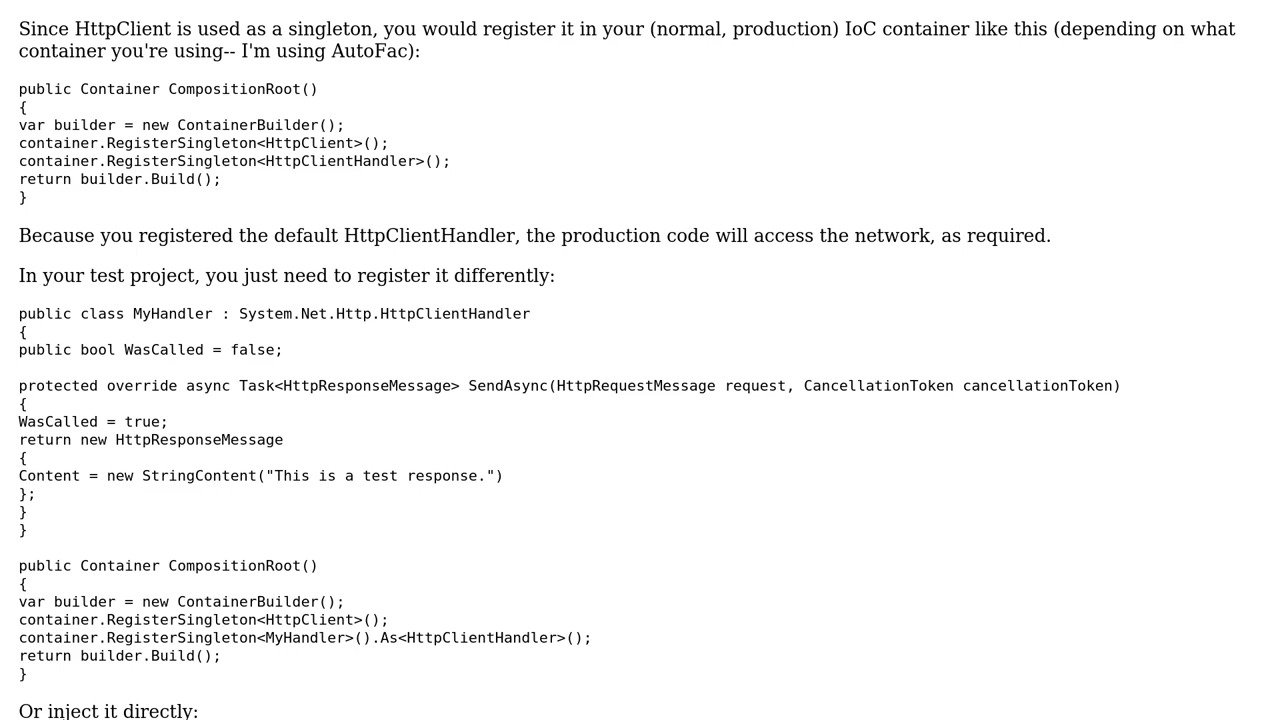 Since HttpClient is used as a singleton, you would register it in your (normal, production) IoC container like this (depending on what
container you're using-- I'm using AutoFac):
public Container CompositionRoot()
{
var builder = new ContainerBuilder();
container.RegisterSingleton<HttpClient>();
container.RegisterSingleton<HttpClientHandler>();
return builder.Build();
}
Because you registered the default HttpClientHandler, the production code will access the network, as required.
In your test project, you just need to register it differently:
public class MyHandler : System.Net.Http.HttpClientHandler
{
public bool WasCalled = false;
protected override async Task<HttpResponseMessage> SendAsync(HttpRequestMessage request, CancellationToken cancellationToken)
{
WasCalled = true;
return new HttpResponseMessage
{
Content = new StringContent("This is a test response.")
};
}
}
public Container CompositionRoot()
{
var builder = new ContainerBuilder();
container.RegisterSingleton<HttpClient>();
container.RegisterSingleton<MyHandler>().As<HttpClientHandler>();
return builder.Build();
}
Or inject it directly: